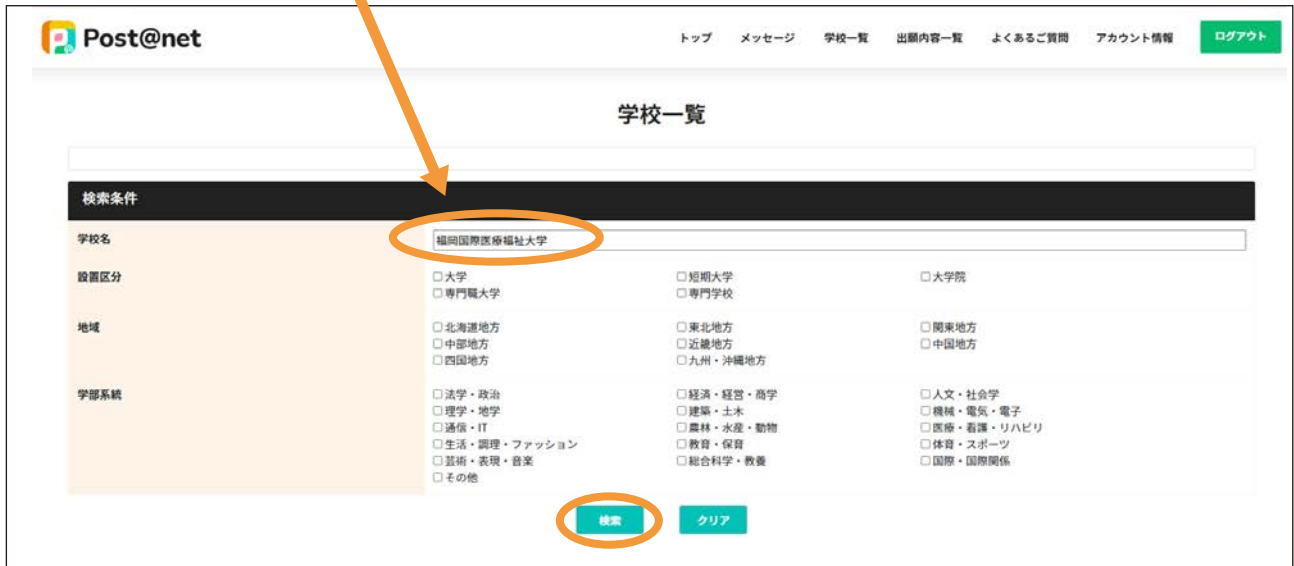 Post@net
トップ メッセージ 学校一覧 出願内容一覧 よくあるご質問 アカウント情報 ログアウト
学校一覧
検索条件
学校名 福岡国際医療福祉大学
設置区分 □大学 □短期大学 □大学院
□専門職大学 □専門学校
地域 □北海道地方 □東北地方 □関東地方
□中部地方 □近畿地方 □中国地方
□四国地方 □九州・沖縄地方
学部系統 □法学・政治 □経済・経営・商学 □人文・社会学
□理学・地学 □建築・土木 □機械・電気・電子
□通信・IT □農林・水産・動物 □医療・看護・リハビリ
□生活・調理・ファッション □教育・保育 □体育・スポーツ
□芸術・表現・音楽 □総合科学・教養 □国際・国際関係
□その他
検索 クリア